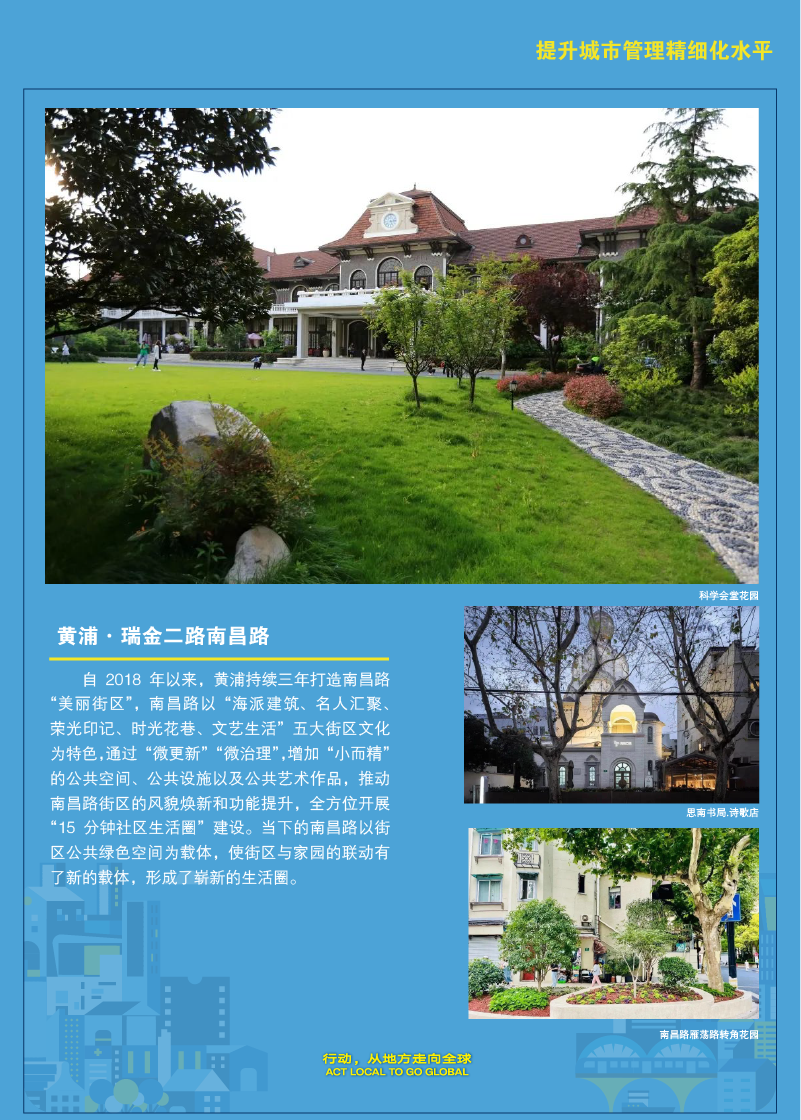 提升城市管理精细化水平
科学会堂花园
黄浦·瑞金二路南昌路
自 2018 年以来，黄浦持续三年打造南昌路
“美丽街区”，南昌路以“海派建筑、名人汇聚、
荣光印记、时光花巷、文艺生活”五大街区文化
为特色,通过“微更新”“微治理”,增加“小而精”
的公共空间、公共设施以及公共艺术作品，推动
南昌路街区的风貌焕新和功能提升，全方位开展
“15 分钟社区生活圈”建设。当下的南昌路以街
区公共绿色空间为载体，使街区与家园的联动有
了新的载体，形成了崭新的生活圈。
思南书局.诗歌店
南昌路雁荡路转角花园
行动，从地方走向全球
ACT LOCAL TO GO GLOBAL